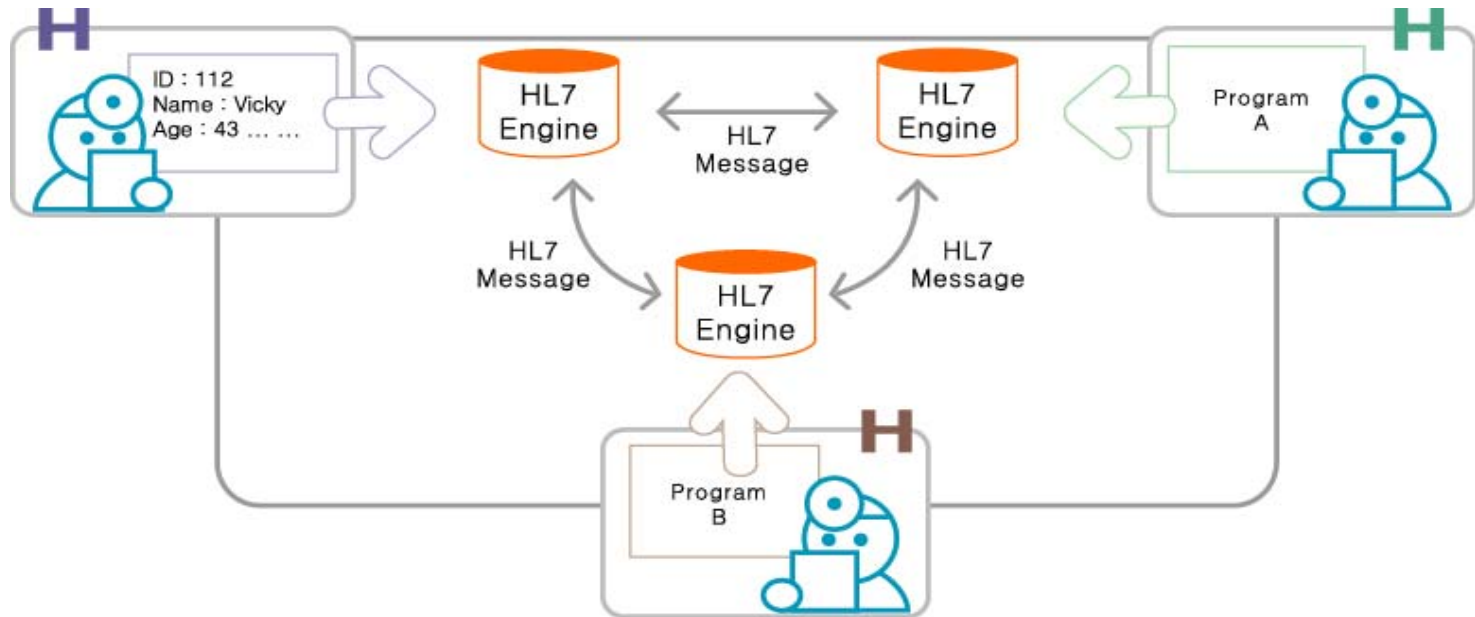 H
H
ID : 112
Name : Vicky
Age : 43 ... ...
HL7
Engine
HL7
Message
HL7
Engine
Program
A
HL7
Message
HL7
Engine
HL7
Message
H
Program
B